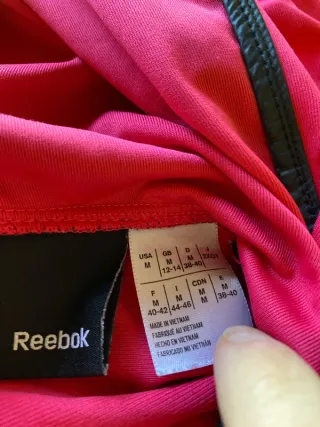 Reebok
USA GB D J
M M M
12-14 38-40
F I CDN E
M M M M
40-42 44-46 38-40
MADE IN VIETNAM
FABRIQUÉ AU VIETNAM
HECHO EN VIETNAM
FABRICADO NO VIETNAM